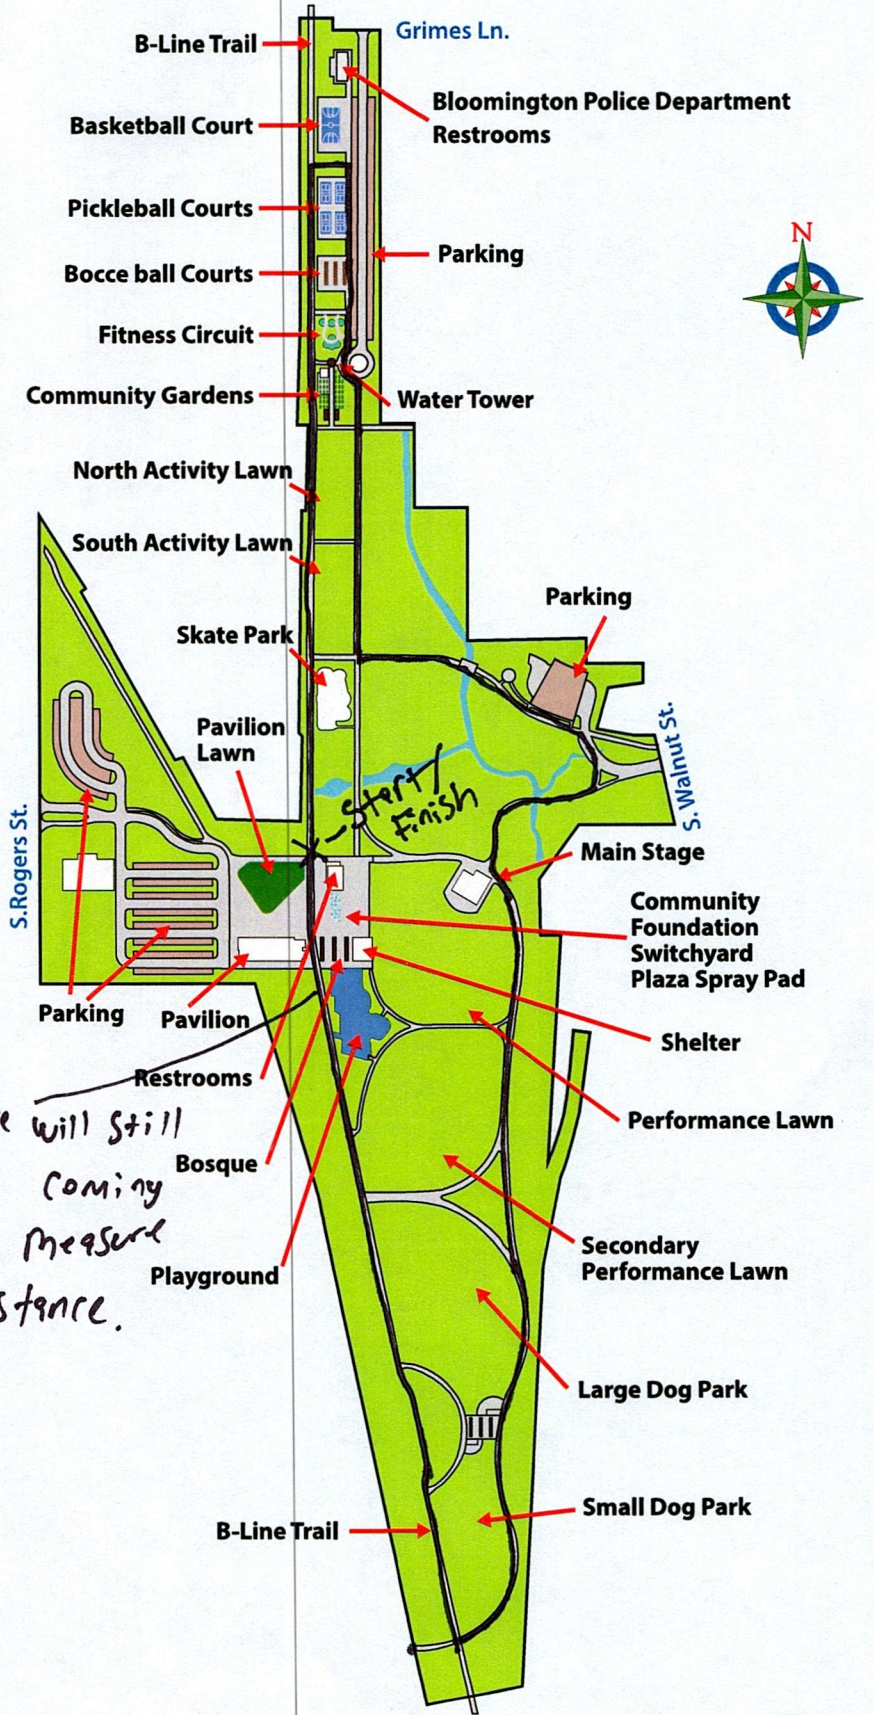 Grimes Ln.
B-Line Trail
Bloomington Police Department
Restrooms
Basketball Court
Pickleball Courts
N
Parking
Bocce ball Courts
Fitness Circuit
Community Gardens
Water Tower
North Activity Lawn
South Activity Lawn
Parking
Skate Park
Pavilion
Lawn
S. Walnut St.
Start/
Finish
S.Rogers St.
Main Stage
Community
Foundation
Switchyard
Plaza Spray Pad
Parking
Pavilion
Shelter
Restrooms
Performance Lawn
will still
Bosque
coming
measure
Secondary
Performance Lawn
Playground
stance.
Large Dog Park
Small Dog Park
B-Line Trail